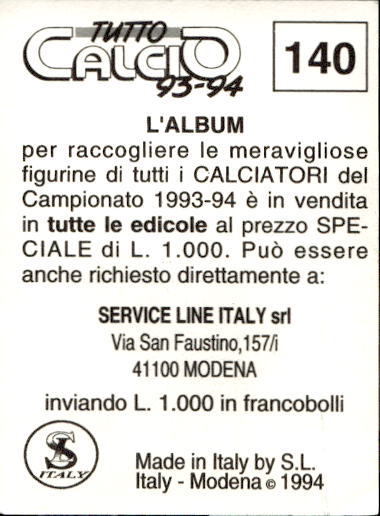 TUTTO
CALCIO
93-94
140
L'ALBUM
per raccogliere le meravigliose
figurine di tutti i CALCIATORI del
Campionato 1993-94 è in vendita
in tutte le edicole al prezzo SPE-
CIALE di L. 1.000. Può essere
anche richiesto direttamente a:
SERVICE LINE ITALY srl
Via San Faustino,157/i
41100 MODENA
inviando L. 1.000 in francobolli
SL
ITALY
Made in Italy by S.L.
Italy - Modena © 1994